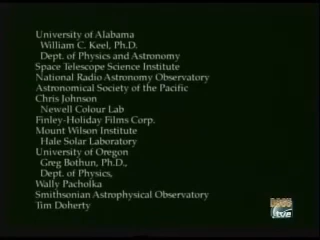 University of Alabama
William C. Keel, Ph.D.
Dept. of Physics and Astronomy
Space Telescope Science Institute
National Radio Astronomy Observatory
Astronomical Society of the Pacific
Chris Johnson
Newell Colour Lab
Finley-Holiday Films Corp.
Mount Wilson Institute
Hale Solar Laboratory
University of Oregon
Greg Bothun, Ph.D.,
Dept. of Physics,
Wally Pacholka
Smithsonian Astrophysical Observatory
Tim Doherty
tve